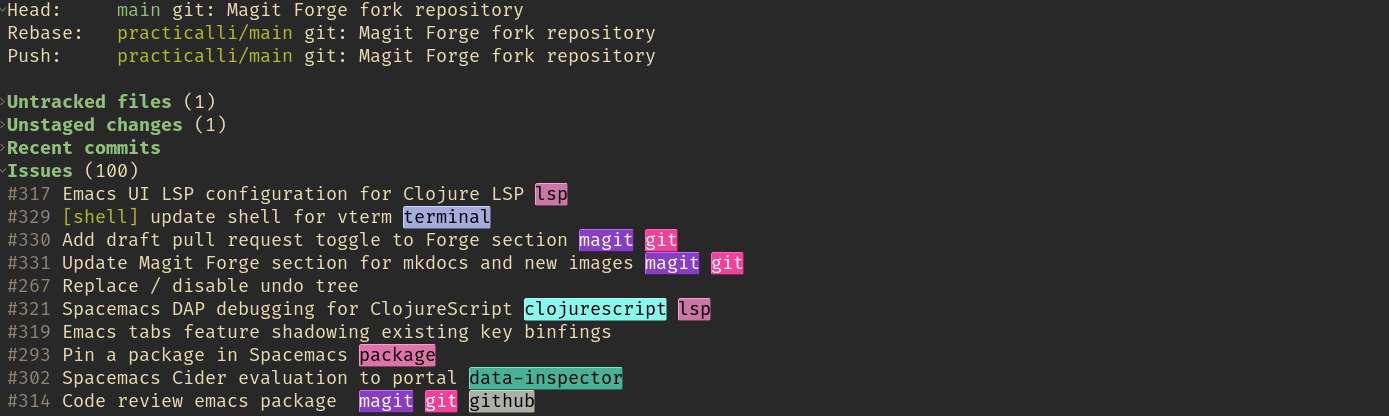 Head: main git: Magit Forge fork repository
Rebase: practicalli/main git: Magit Forge fork repository
Push: practicalli/main git: Magit Forge fork repository
Untracked files (1)
Unstaged changes (1)
Recent commits
Issues (100)
#317 Emacs UI LSP configuration for Clojure LSP lsp
#329 [shell] update shell for vterm terminal
#330 Add draft pull request toggle to Forge section magit git
#331 Update Magit Forge section for mkdocs and new images magit git
#267 Replace / disable undo tree
#321 Spacemacs DAP debugging for ClojureScript clojurescript lsp
#319 Emacs tabs feature shadowing existing key binfings
#293 Pin a package in Spacemacs package
#302 Spacemacs Cider evaluation to portal data-inspector
#314 Code review emacs package magit git github